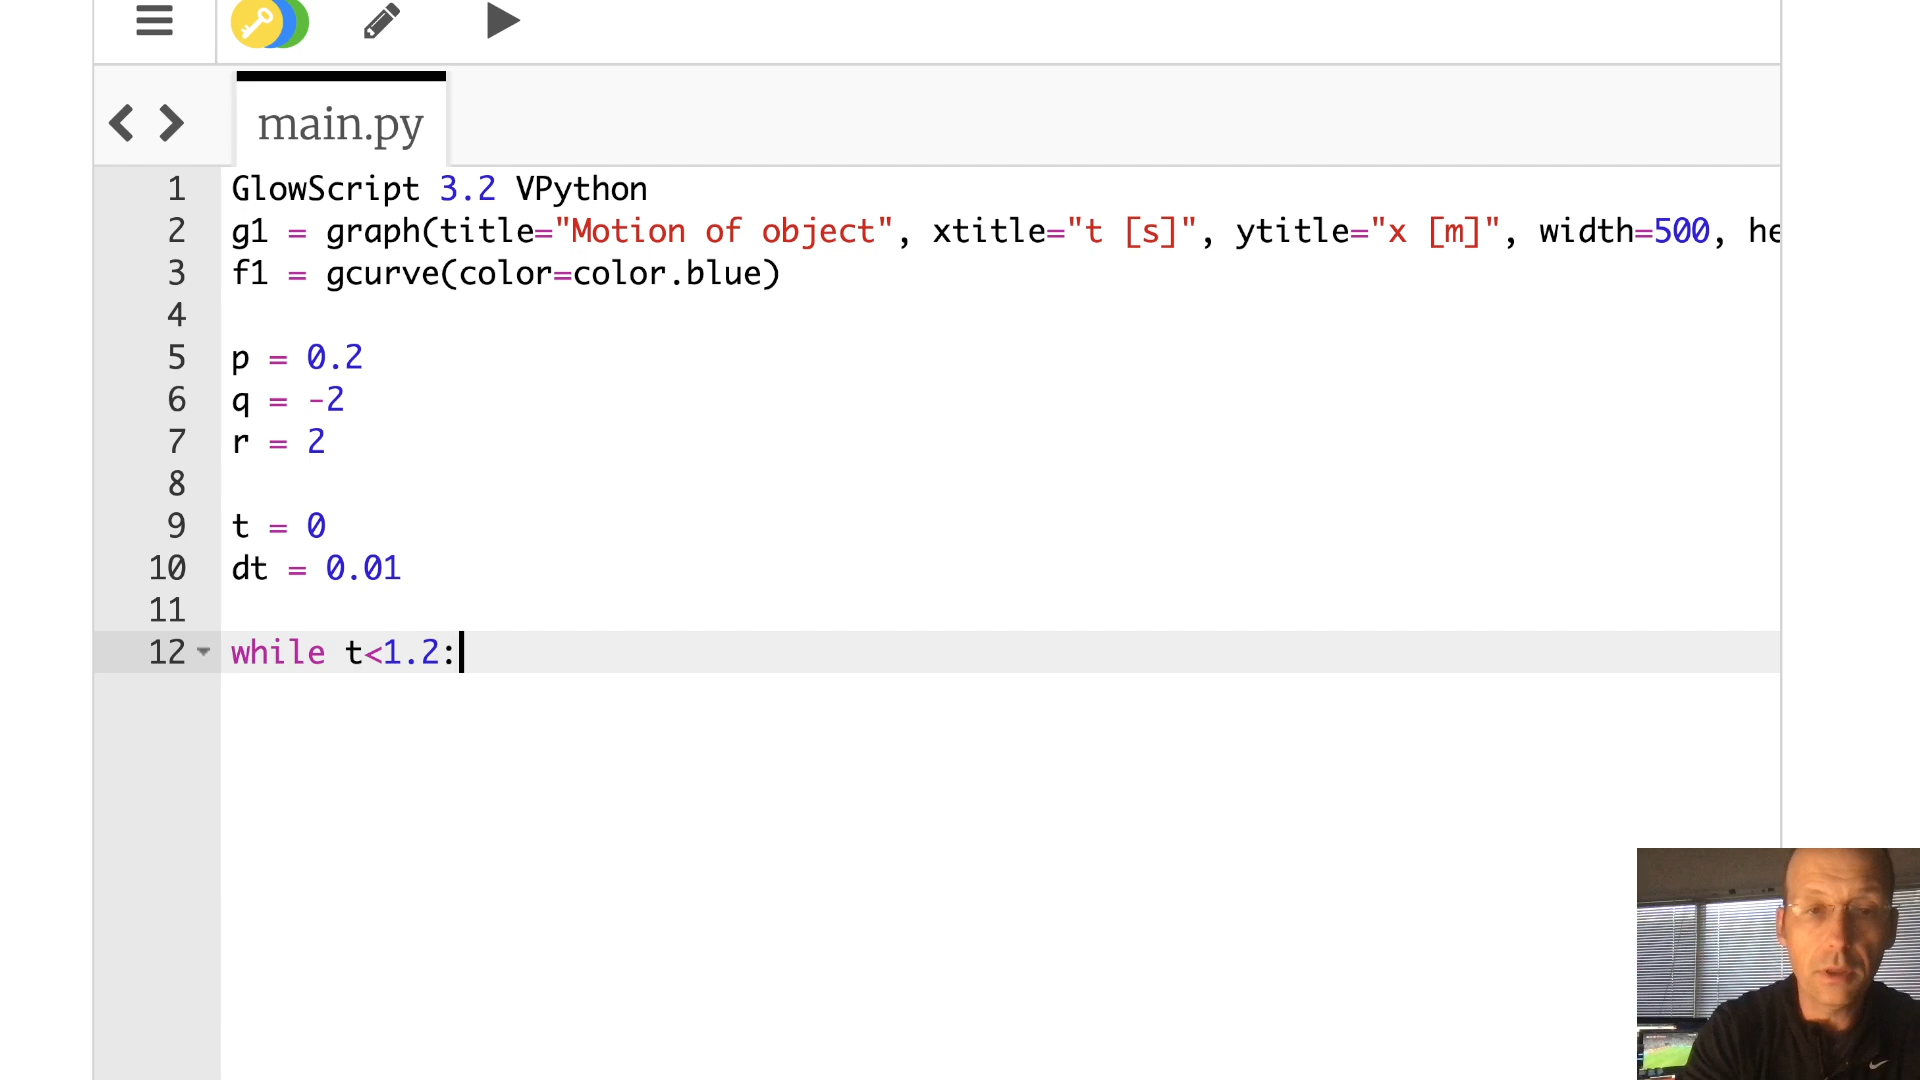 main.py
1 GlowScript 3.2 VPython
2 g1 = graph(title="Motion of object", xtitle="t [s]", ytitle="x [m]", width=500, he
3 f1 = gcurve(color=color.blue)
4
5 p = 0.2
6 q = -2
7 r = 2
8
9 t = 0
10 dt = 0.01
11
12 while t<1.2: